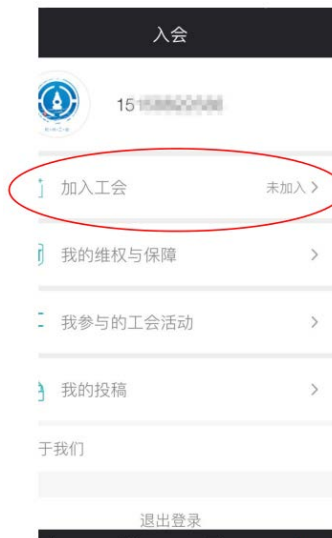 入会
加入工会 未加入 >
我的维权与保障 >
我参与的工会活动 >
我的投稿 >
于我们
退出登录